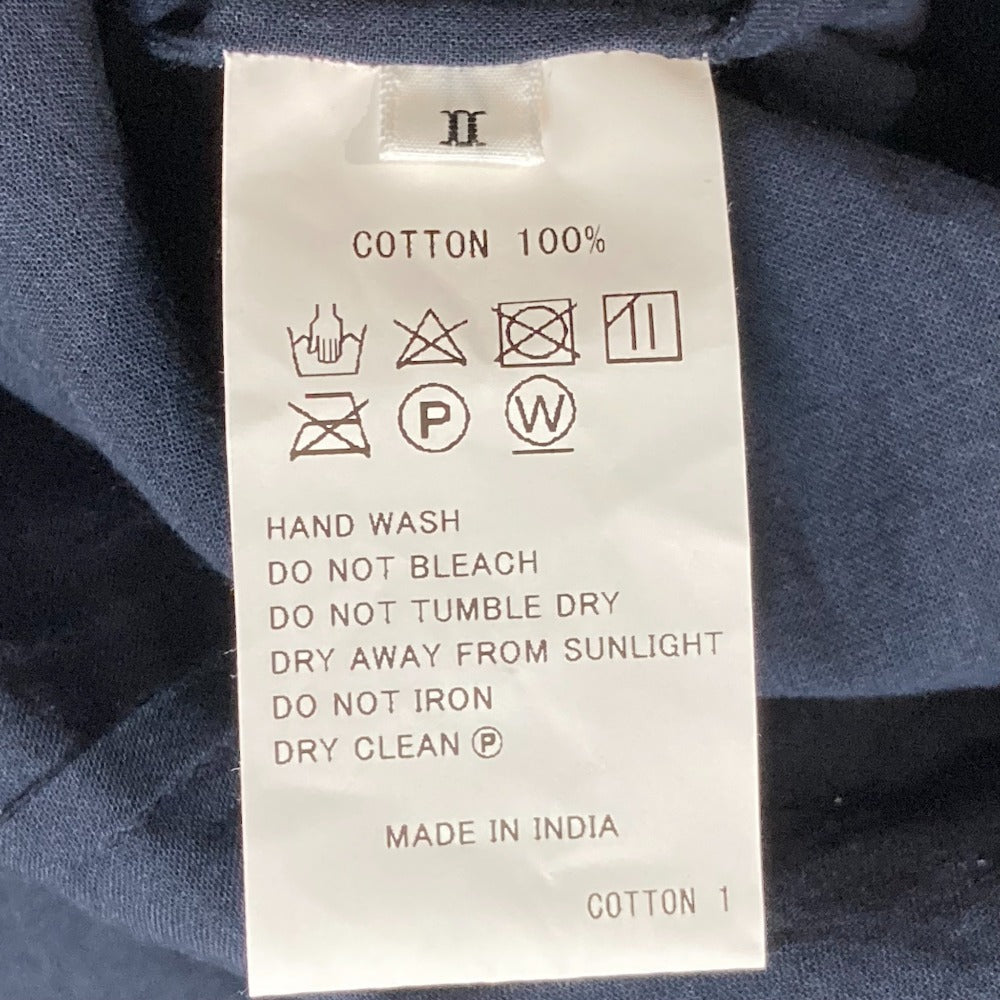 II
COTTON 100%
P W
HAND WASH
DO NOT BLEACH
DO NOT TUMBLE DRY
DRY AWAY FROM SUNLIGHT
DO NOT IRON
DRY CLEAN Ⓟ
MADE IN INDIA
COTTON 1